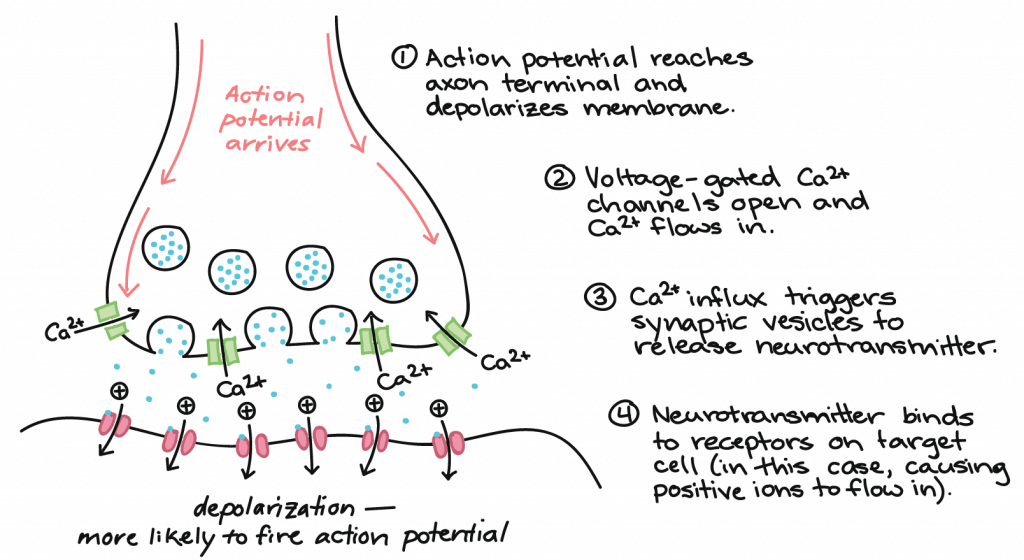 Action
potential
arrives
① Action potential reaches
axon terminal and
depolarizes membrane.
② Voltage-gated Ca²⁺
channels open and
Ca²⁺ flows in.
③ Ca²⁺ influx triggers
synaptic vesicles to
release neurotransmitter.
④ Neurotransmitter binds
to receptors on target
cell (in this case, causing
positive ions to flow in).
Ca²⁺
Ca²⁺
Ca²⁺
Ca²⁺
+
+
+
+
+
+
depolarization —
more likely to fire action potential